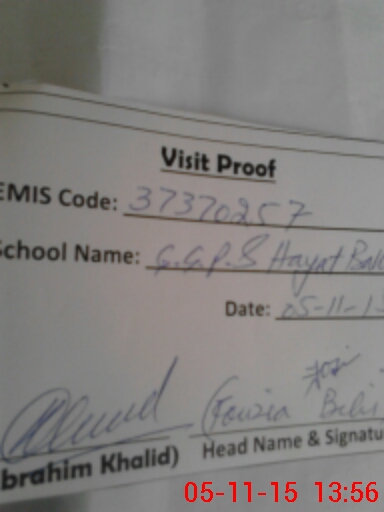 Visit Proof
EMIS Code: 37370257
School Name: G.G.P.S Hayat
Date: 05-11-1
Fouzia
brahim Khalid) Head Name & Signatu
05-11-15 13:56